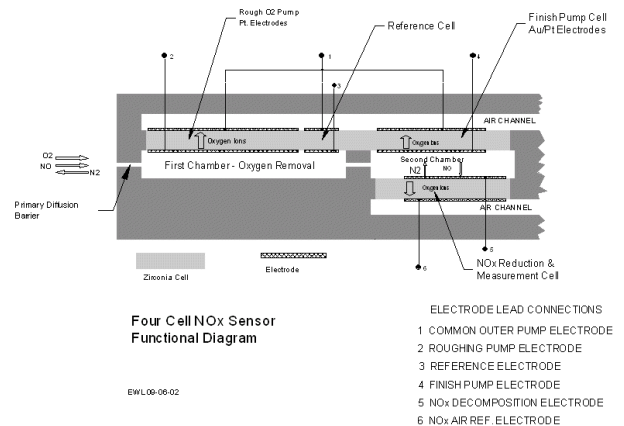 Rough O2 Pump
Pt. Electrodes
Reference Cell
Finish Pump Cell
Au/Pt Electrodes
2
1
3
4
AIR CHANNEL
Oxygen Ions
Oxygen Ions
O2
NO
N2
First Chamber - Oxygen Removal
Second Chamber
N2
NO
Oxygen Ions
Primary Diffusion
Barrier
AIR CHANNEL
5
6
NOx Reduction &
Measurement Cell
Zirconia Cell
Electrode
Four Cell NOx Sensor
Functional Diagram
EWL 09-06-02
ELECTRODE LEAD CONNECTIONS
1 COMMON OUTER PUMP ELECTRODE
2 ROUGHING PUMP ELECTRODE
3 REFERENCE ELECTRODE
4 FINISH PUMP ELECTRODE
5 NOx DECOMPOSITION ELECTRODE
6 NOx AIR REF. ELECTRODE